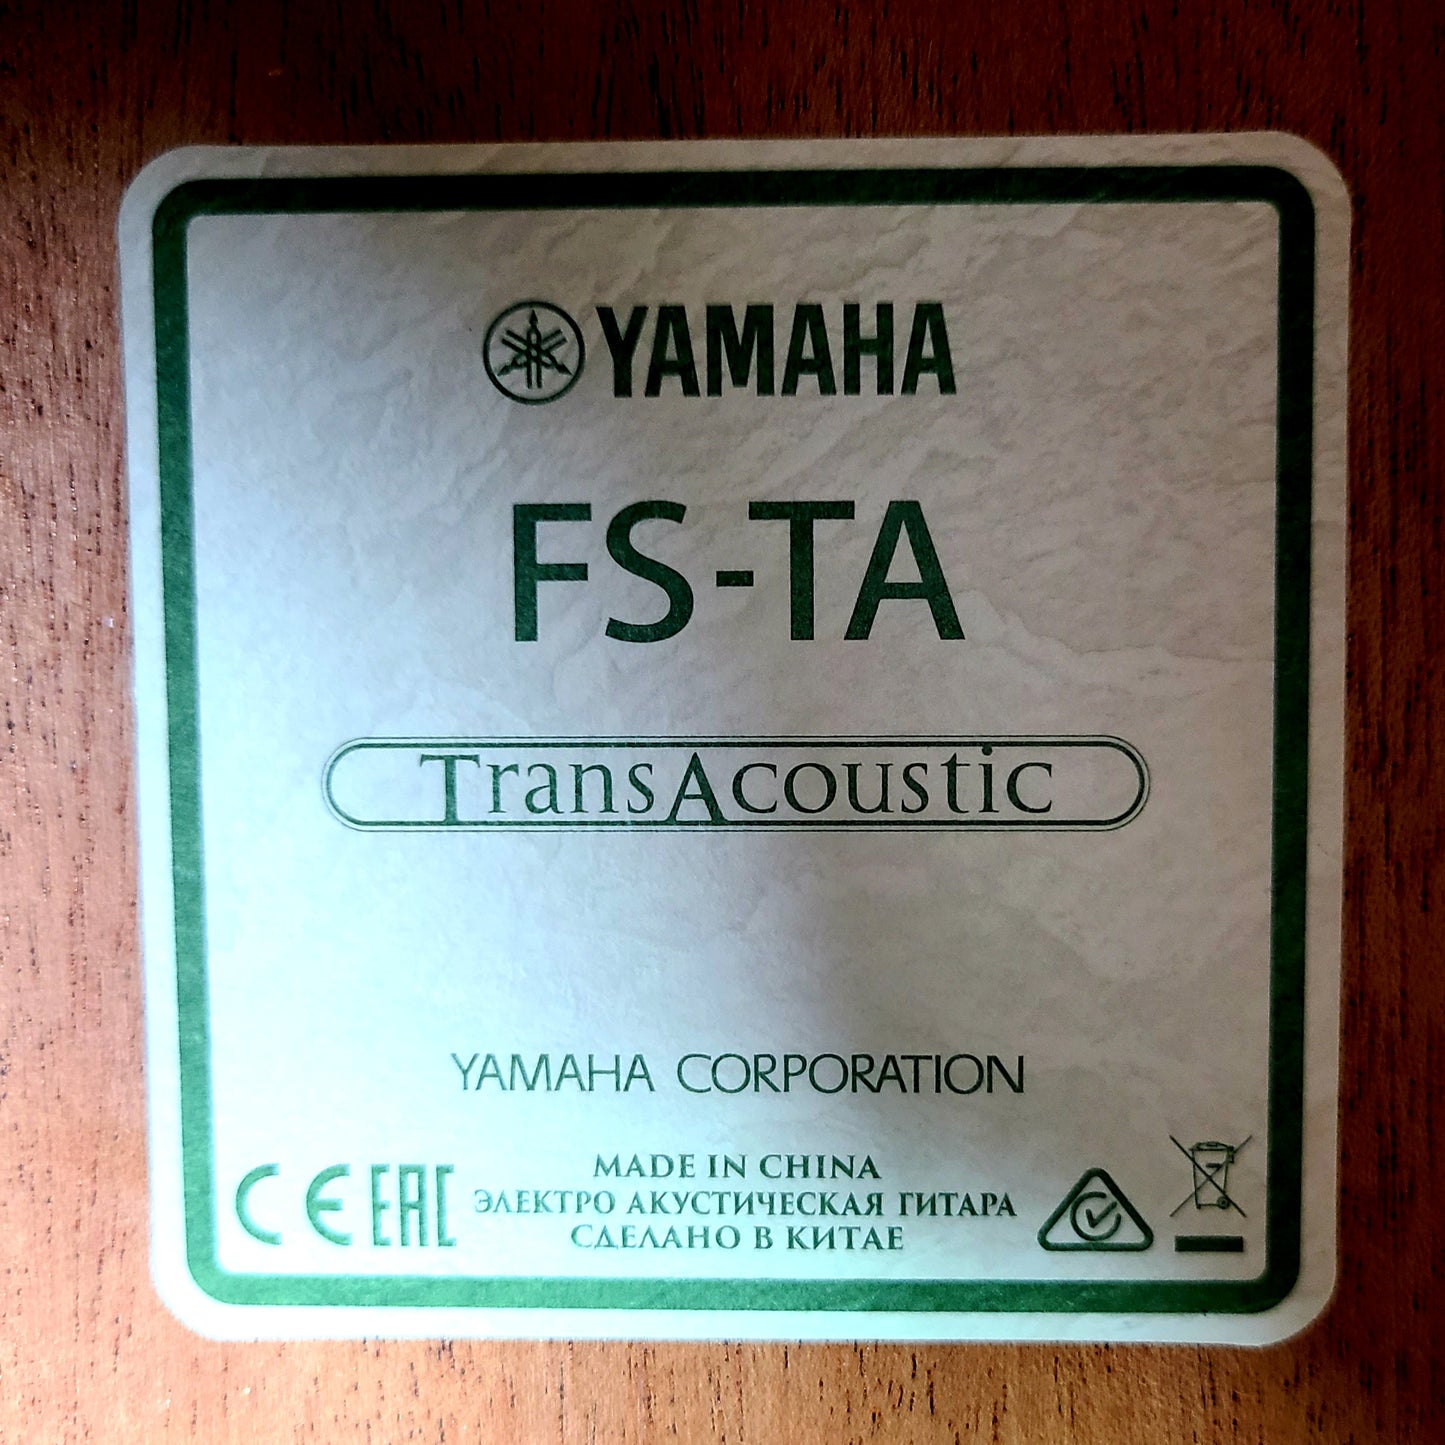 YAMAHA
FS-TA
TransAcoustic
YAMAHA CORPORATION
CE EAC
MADE IN CHINA
ЭЛЕКТРО АКУСТИЧЕСКАЯ ГИТАРА
СДЕЛАНО В КИТАЕ